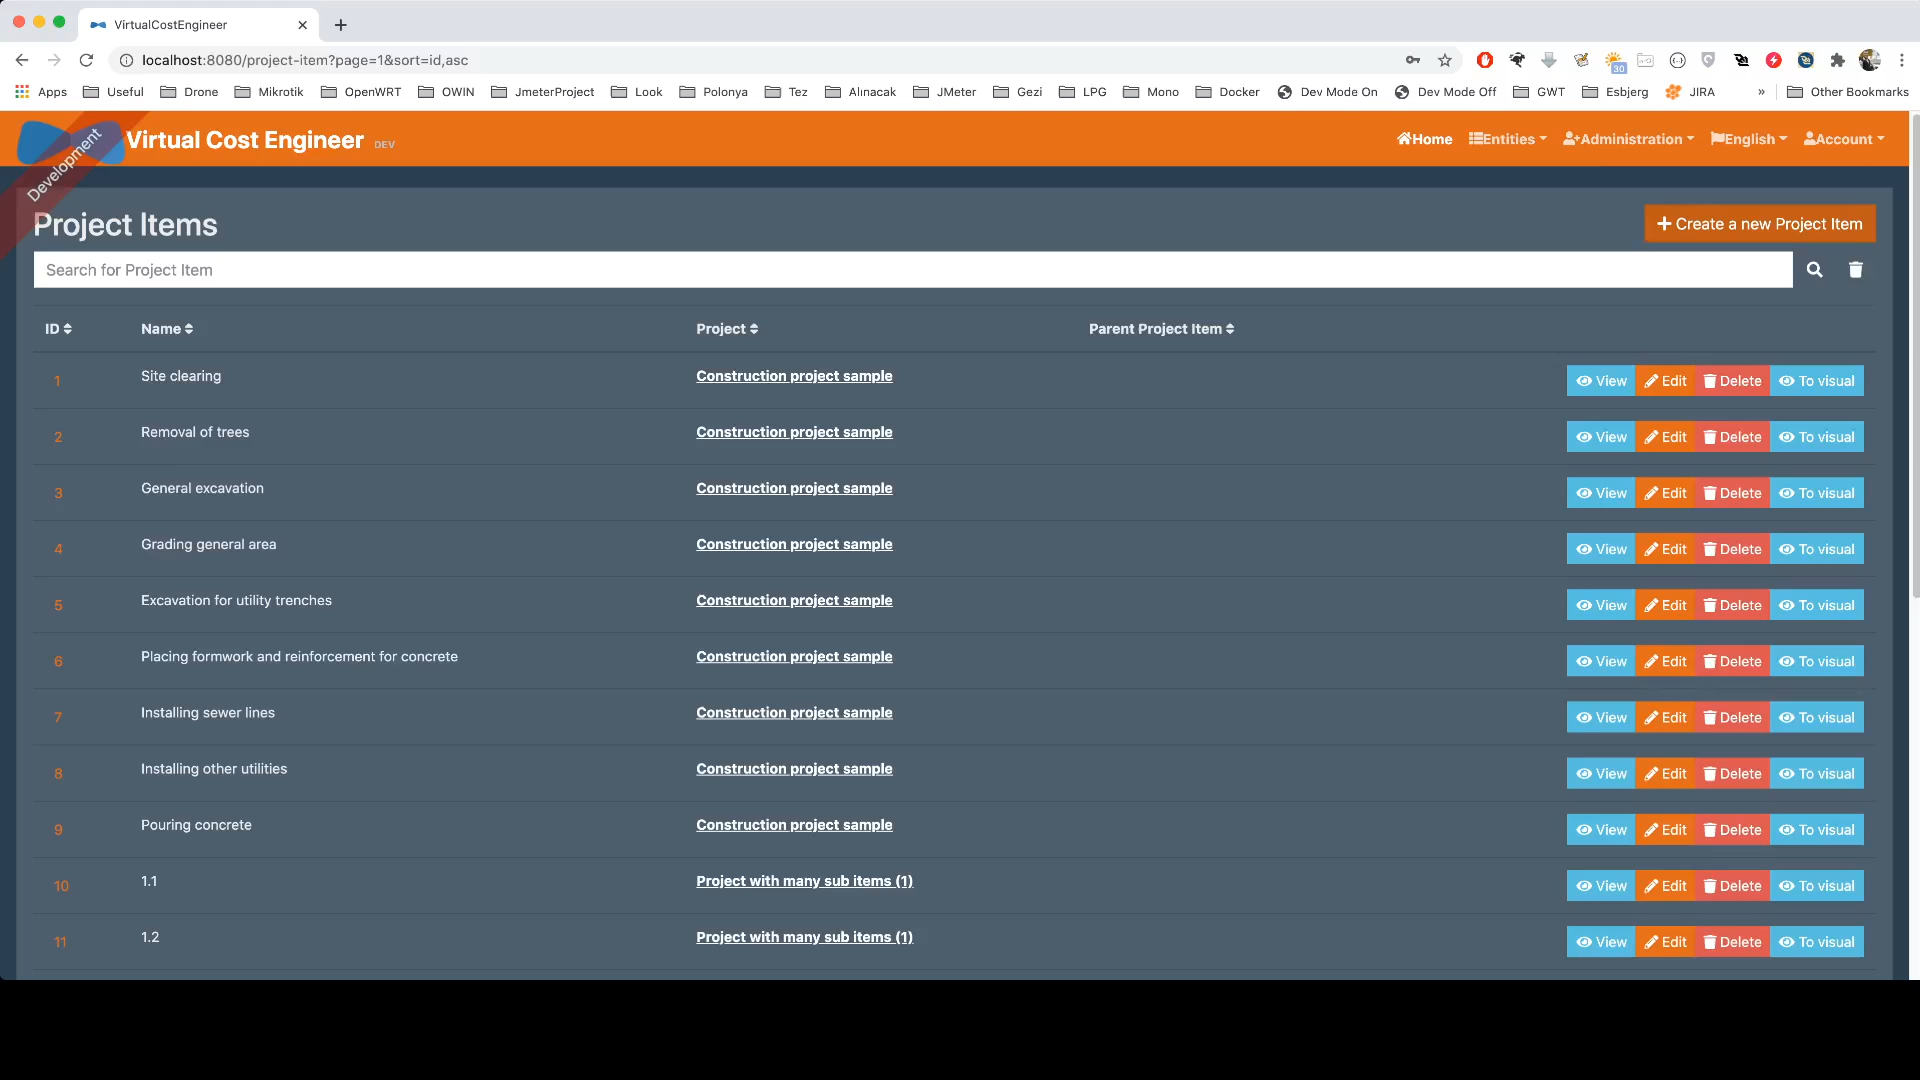 VirtualCostEngineer
localhost:8080/project-item?page=1&sort=id,asc
30
Apps Useful Drone Mikrotik OpenWRT OWIN JmeterProject Look Polonya Tez Alınacak JMeter Gezi LPG Mono Docker Dev Mode On Dev Mode Off GWT Esbjerg JIRA » Other Bookmarks
Development
Virtual Cost Engineer DEV
Home Entities Administration English Account
Project Items
+ Create a new Project Item
Search for Project Item
ID Name Project Parent Project Item
1 Site clearing Construction project sample View Edit Delete To visual
2 Removal of trees Construction project sample View Edit Delete To visual
3 General excavation Construction project sample View Edit Delete To visual
4 Grading general area Construction project sample View Edit Delete To visual
5 Excavation for utility trenches Construction project sample View Edit Delete To visual
6 Placing formwork and reinforcement for concrete Construction project sample View Edit Delete To visual
7 Installing sewer lines Construction project sample View Edit Delete To visual
8 Installing other utilities Construction project sample View Edit Delete To visual
9 Pouring concrete Construction project sample View Edit Delete To visual
10 1.1 Project with many sub items (1) View Edit Delete To visual
11 1.2 Project with many sub items (1) View Edit Delete To visual